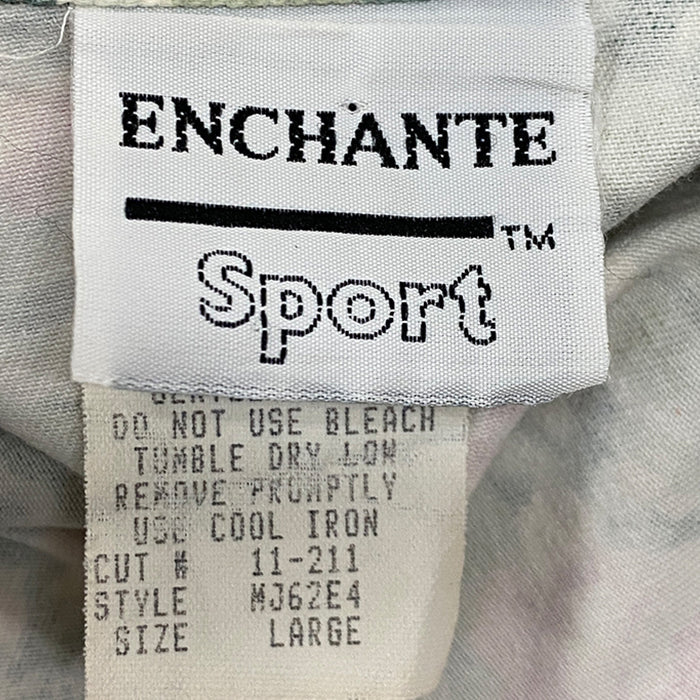 ENCHANTE
Sport TM
DO NOT USE BLEACH
TUMBLE DRY LOW
REMOVE PROMPTLY
USE COOL IRON
CUT # 11-211
STYLE MJ62E4
SIZE LARGE